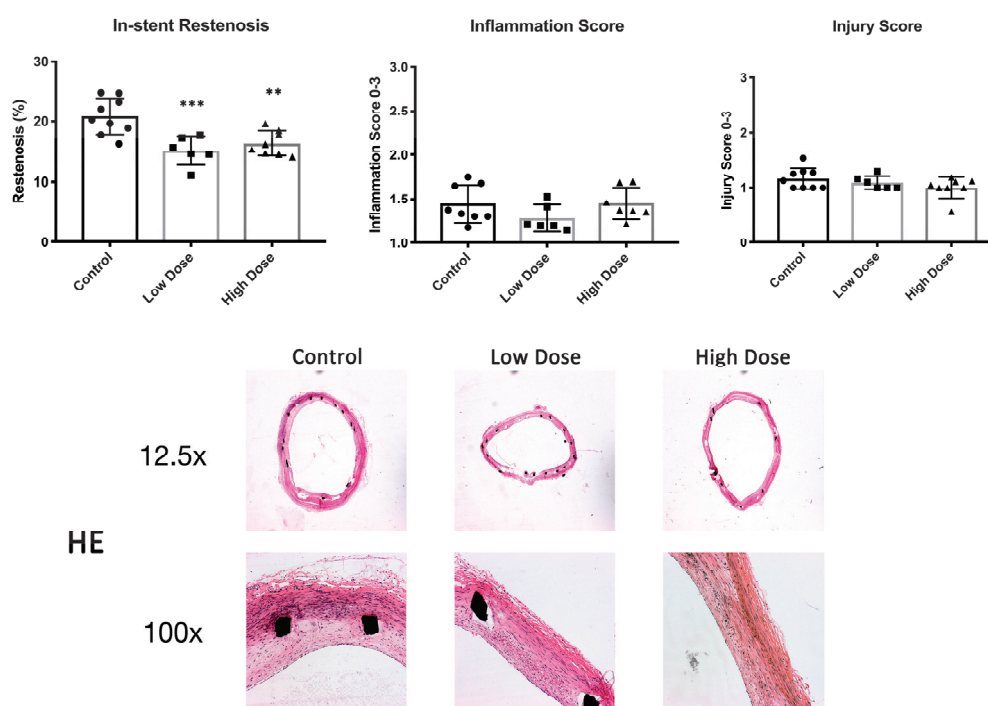 In-stent Restenosis
Inflammation Score
Injury Score
Restenosis (%)
30
20
10
0
***
**
Control
Low Dose
High Dose
Inflammation Score 0-3
3.0
2.5
2.0
1.5
1.0
Control
Low Dose
High Dose
Injury Score 0-3
3
2
1
0
Control
Low Dose
High Dose
Control
Low Dose
High Dose
12.5x
HE
100x